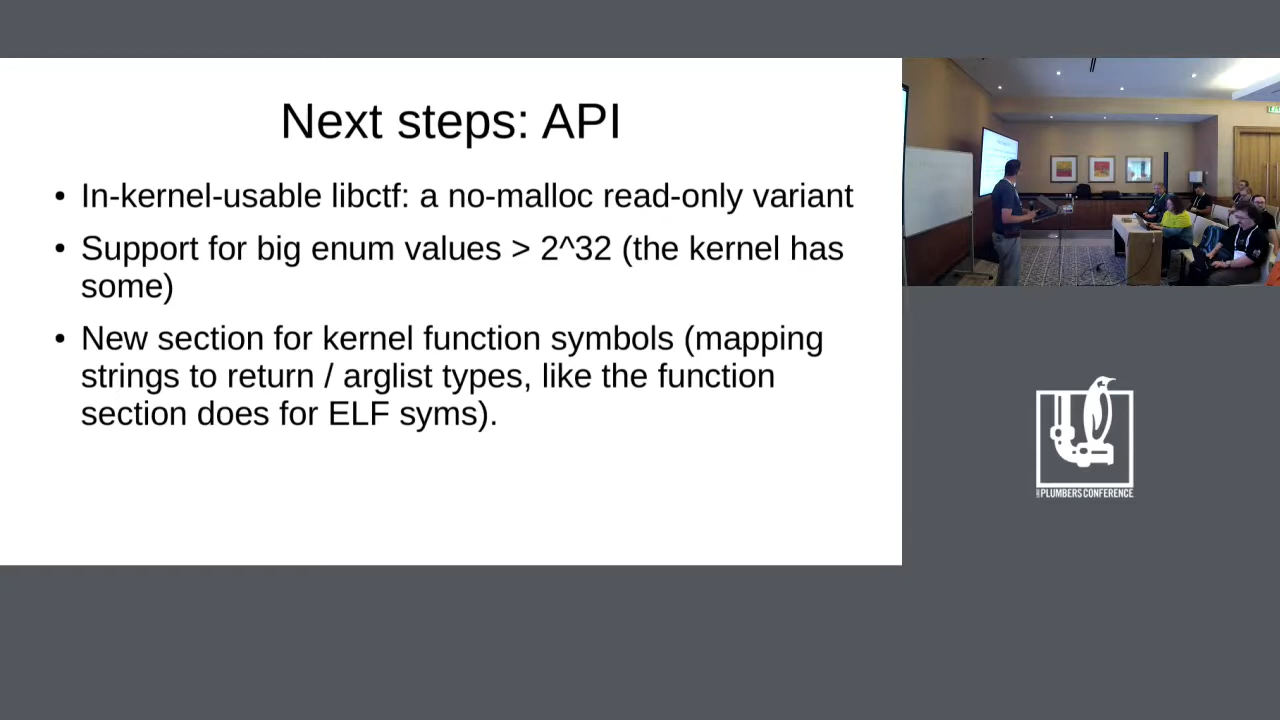 Next steps: API
• In-kernel-usable libctf: a no-malloc read-only variant
• Support for big enum values > 2^32 (the kernel has
some)
• New section for kernel function symbols (mapping
strings to return / arglist types, like the function
section does for ELF syms).
PLUMBERS CONFERENCE